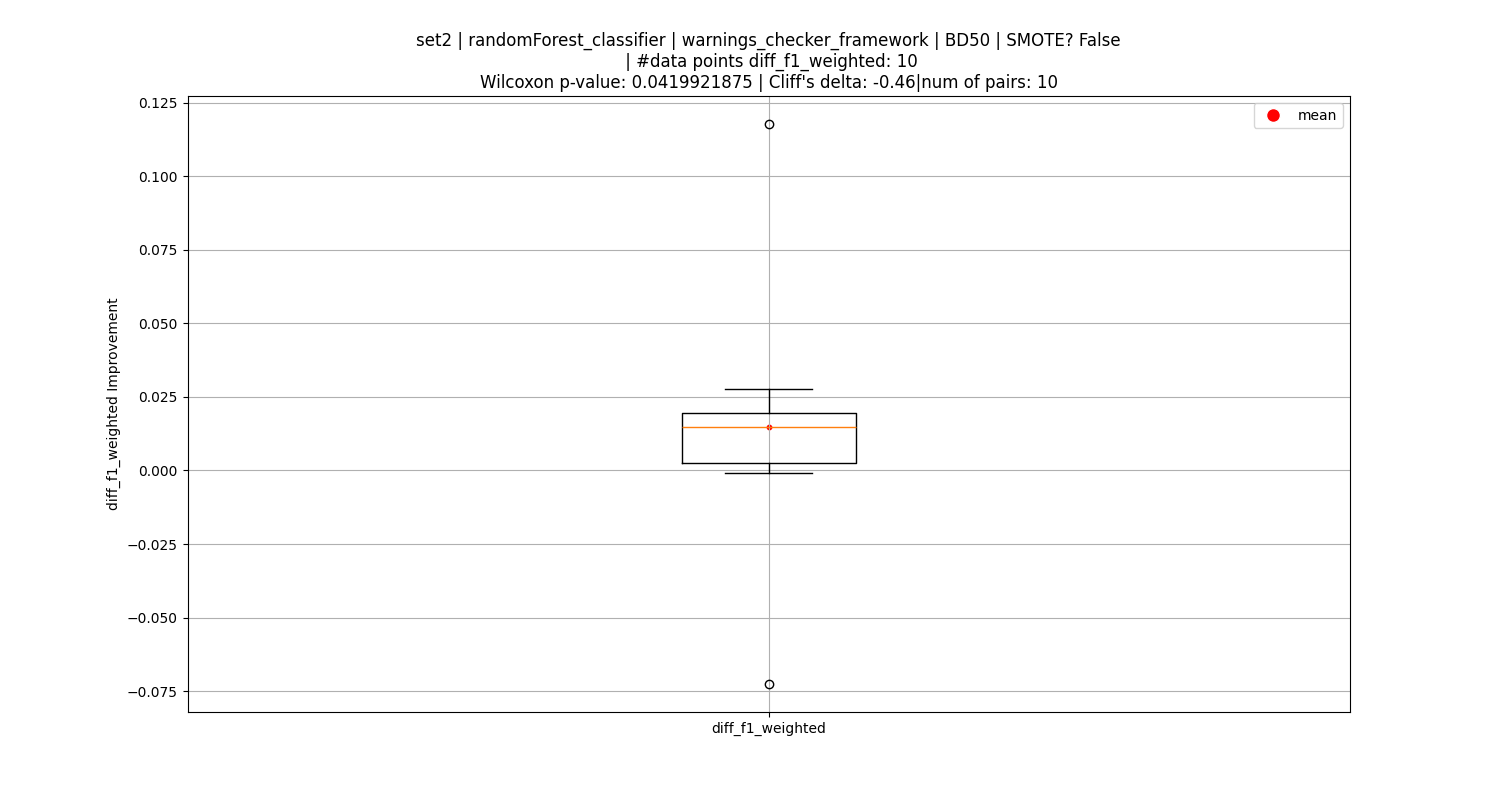 set2 | randomForest_classifier | warnings_checker_framework | BD50 | SMOTE? False
| #data points diff_f1_weighted: 10
Wilcoxon p-value: 0.0419921875 | Cliff's delta: -0.46|num of pairs: 10
mean
0.125
0.100
0.075
0.050
0.025
0.000
−0.025
−0.050
−0.075
diff_f1_weighted Improvement
diff_f1_weighted